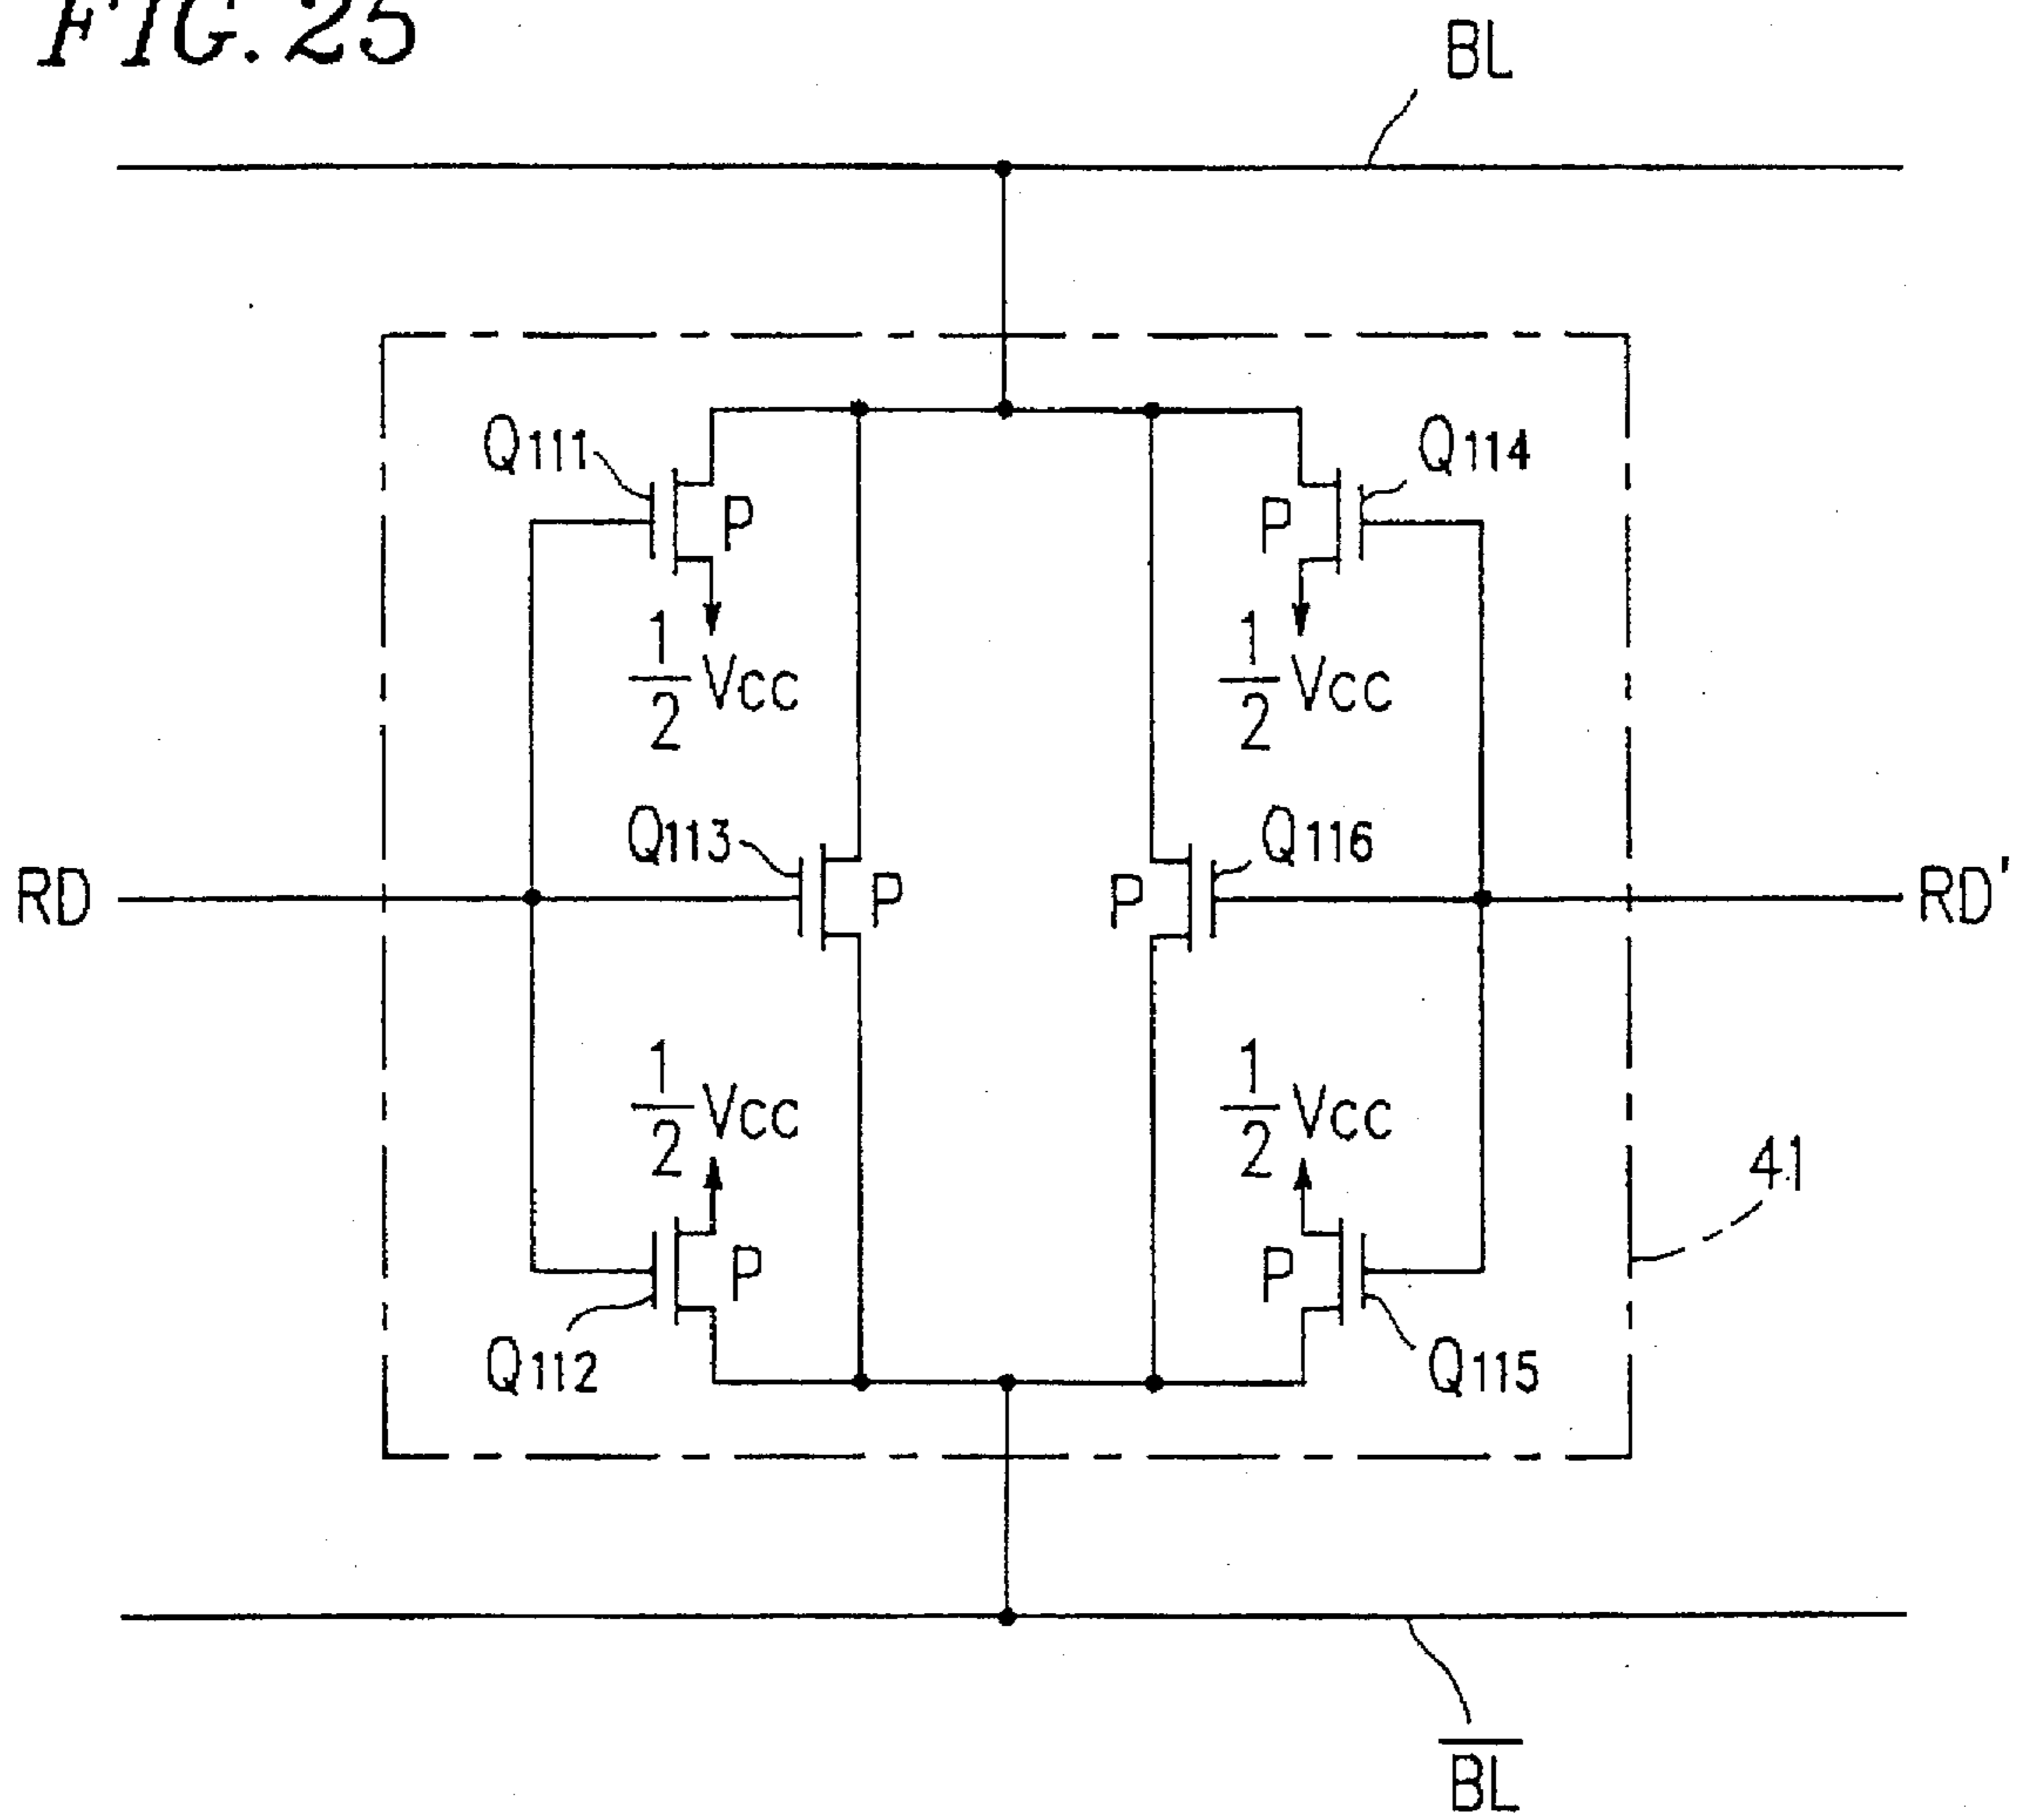 FIG. 25
BL
Q111
Q114
P
P
1/2 Vcc
1/2 Vcc
Q113
Q116
RD
P
P
RD'
1/2 Vcc
1/2 Vcc
41
P
P
Q112
Q115
B̅L̅